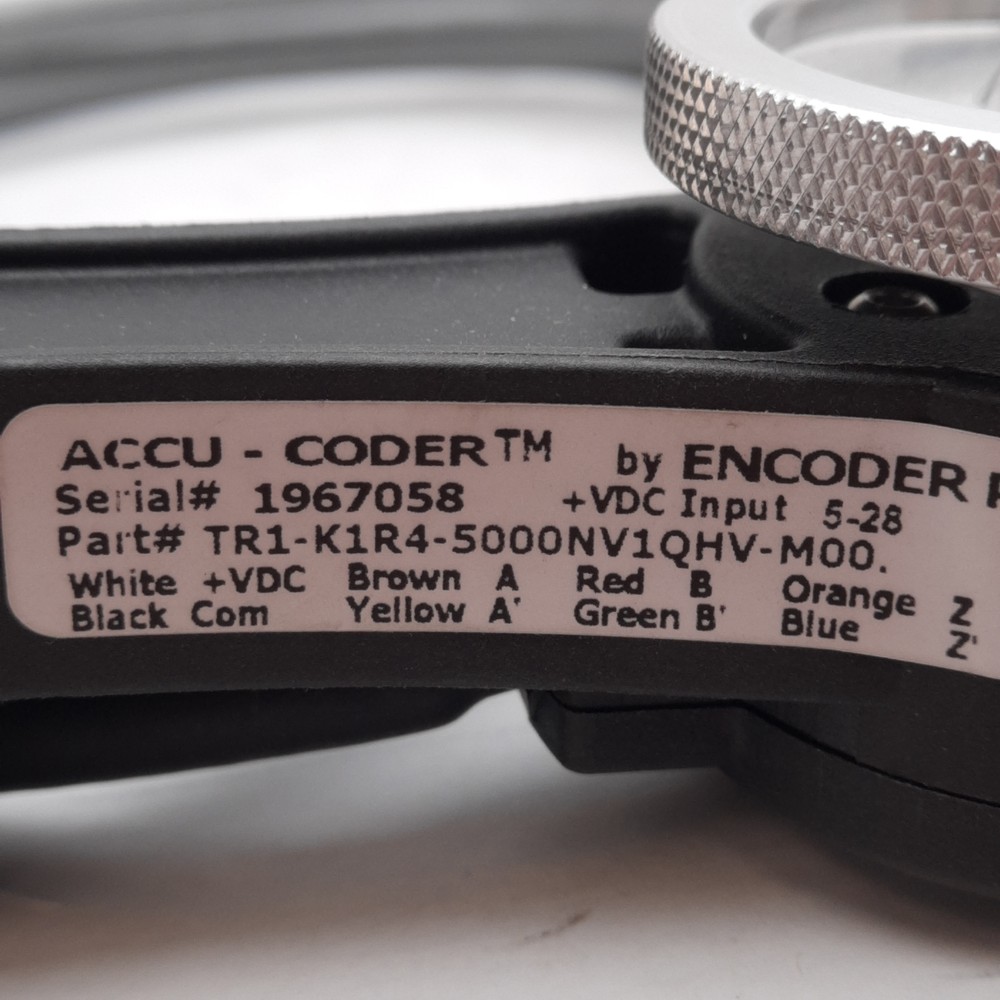 ACCU - CODER™ by ENCODER
Serial# 1967058 +VDC Input 5-28
Part# TR1-K1R4-5000NV1QHV-M00.
White +VDC Brown A Red B Orange Z
Black Com Yellow A' Green B' Blue Z'